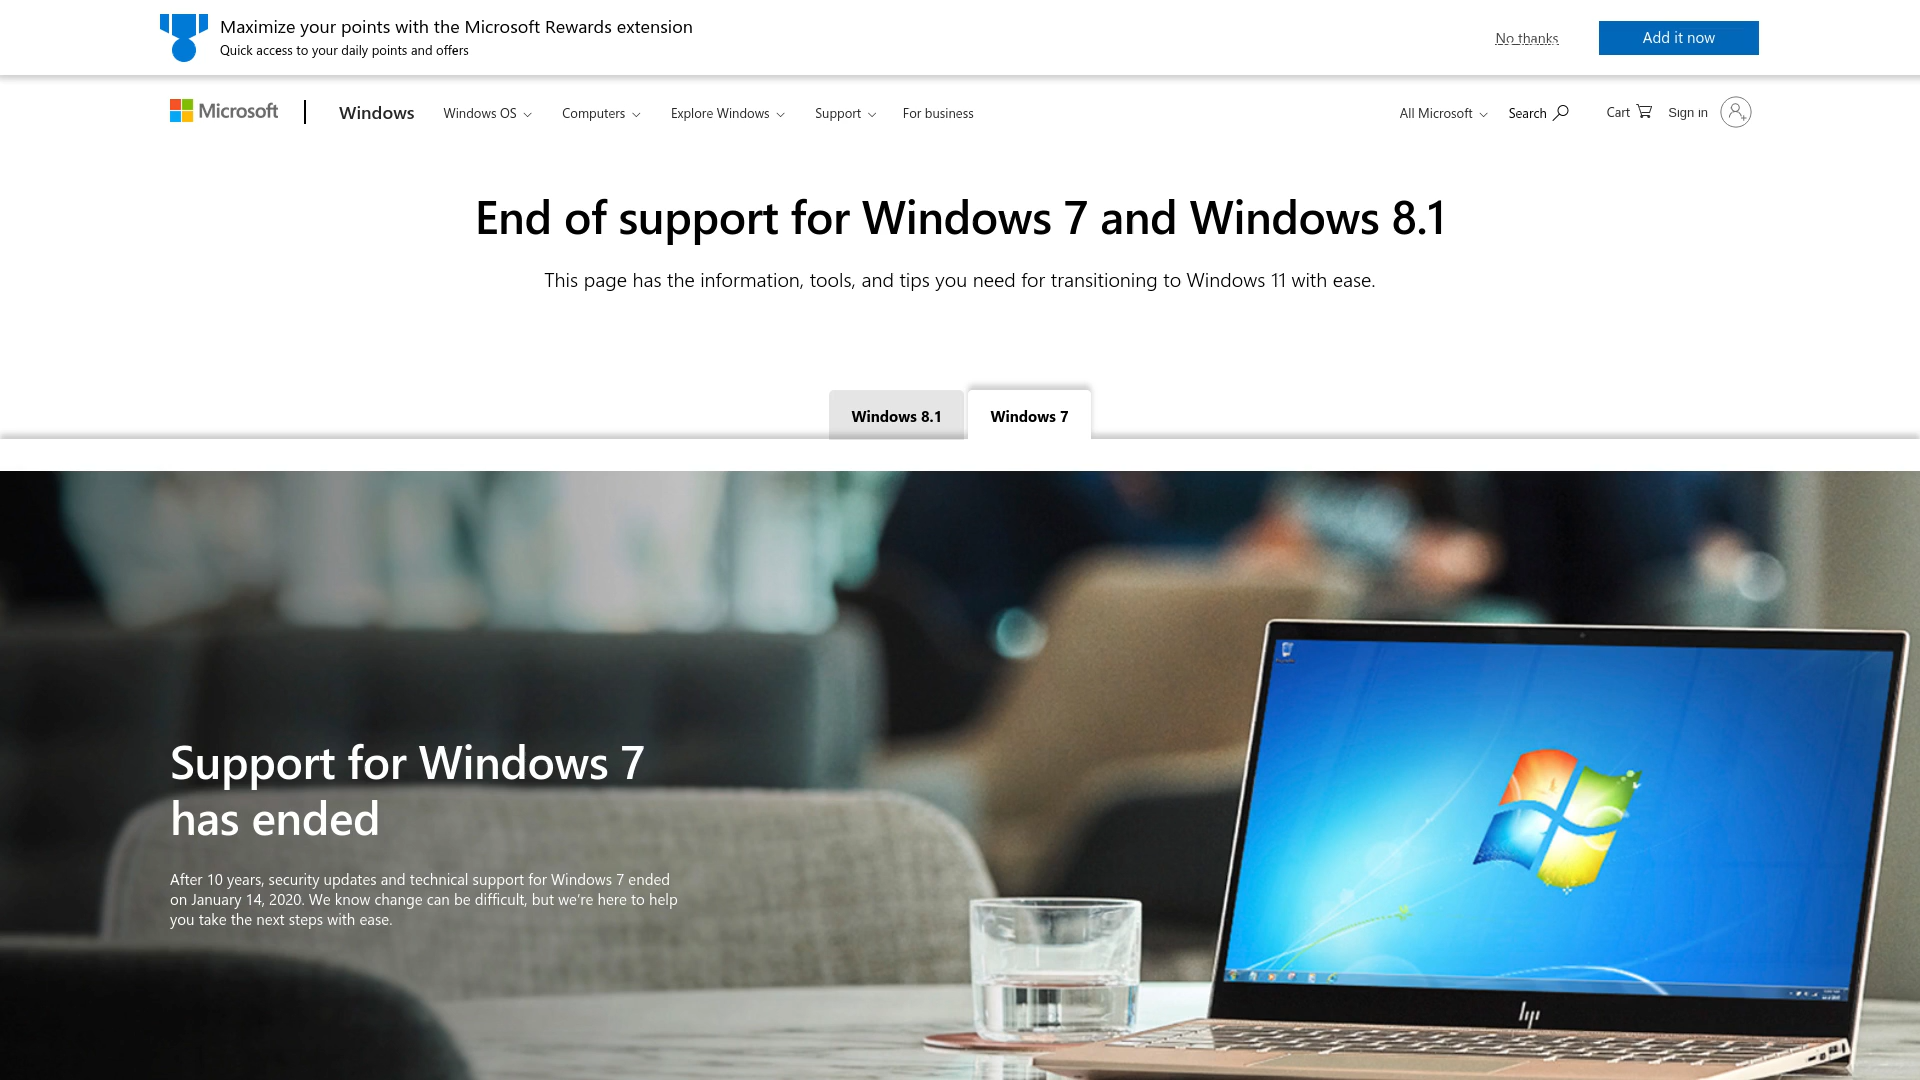 Maximize your points with the Microsoft Rewards extension
Quick access to your daily points and offers
No thanks
Add it now
Microsoft
Windows
Windows OS
Computers
Explore Windows
Support
For business
All Microsoft
Search
Cart
Sign in
End of support for Windows 7 and Windows 8.1
This page has the information, tools, and tips you need for transitioning to Windows 11 with ease.
Windows 8.1
Windows 7
Support for Windows 7
has ended
After 10 years, security updates and technical support for Windows 7 ended
on January 14, 2020. We know change can be difficult, but we’re here to help
you take the next steps with ease.
hp